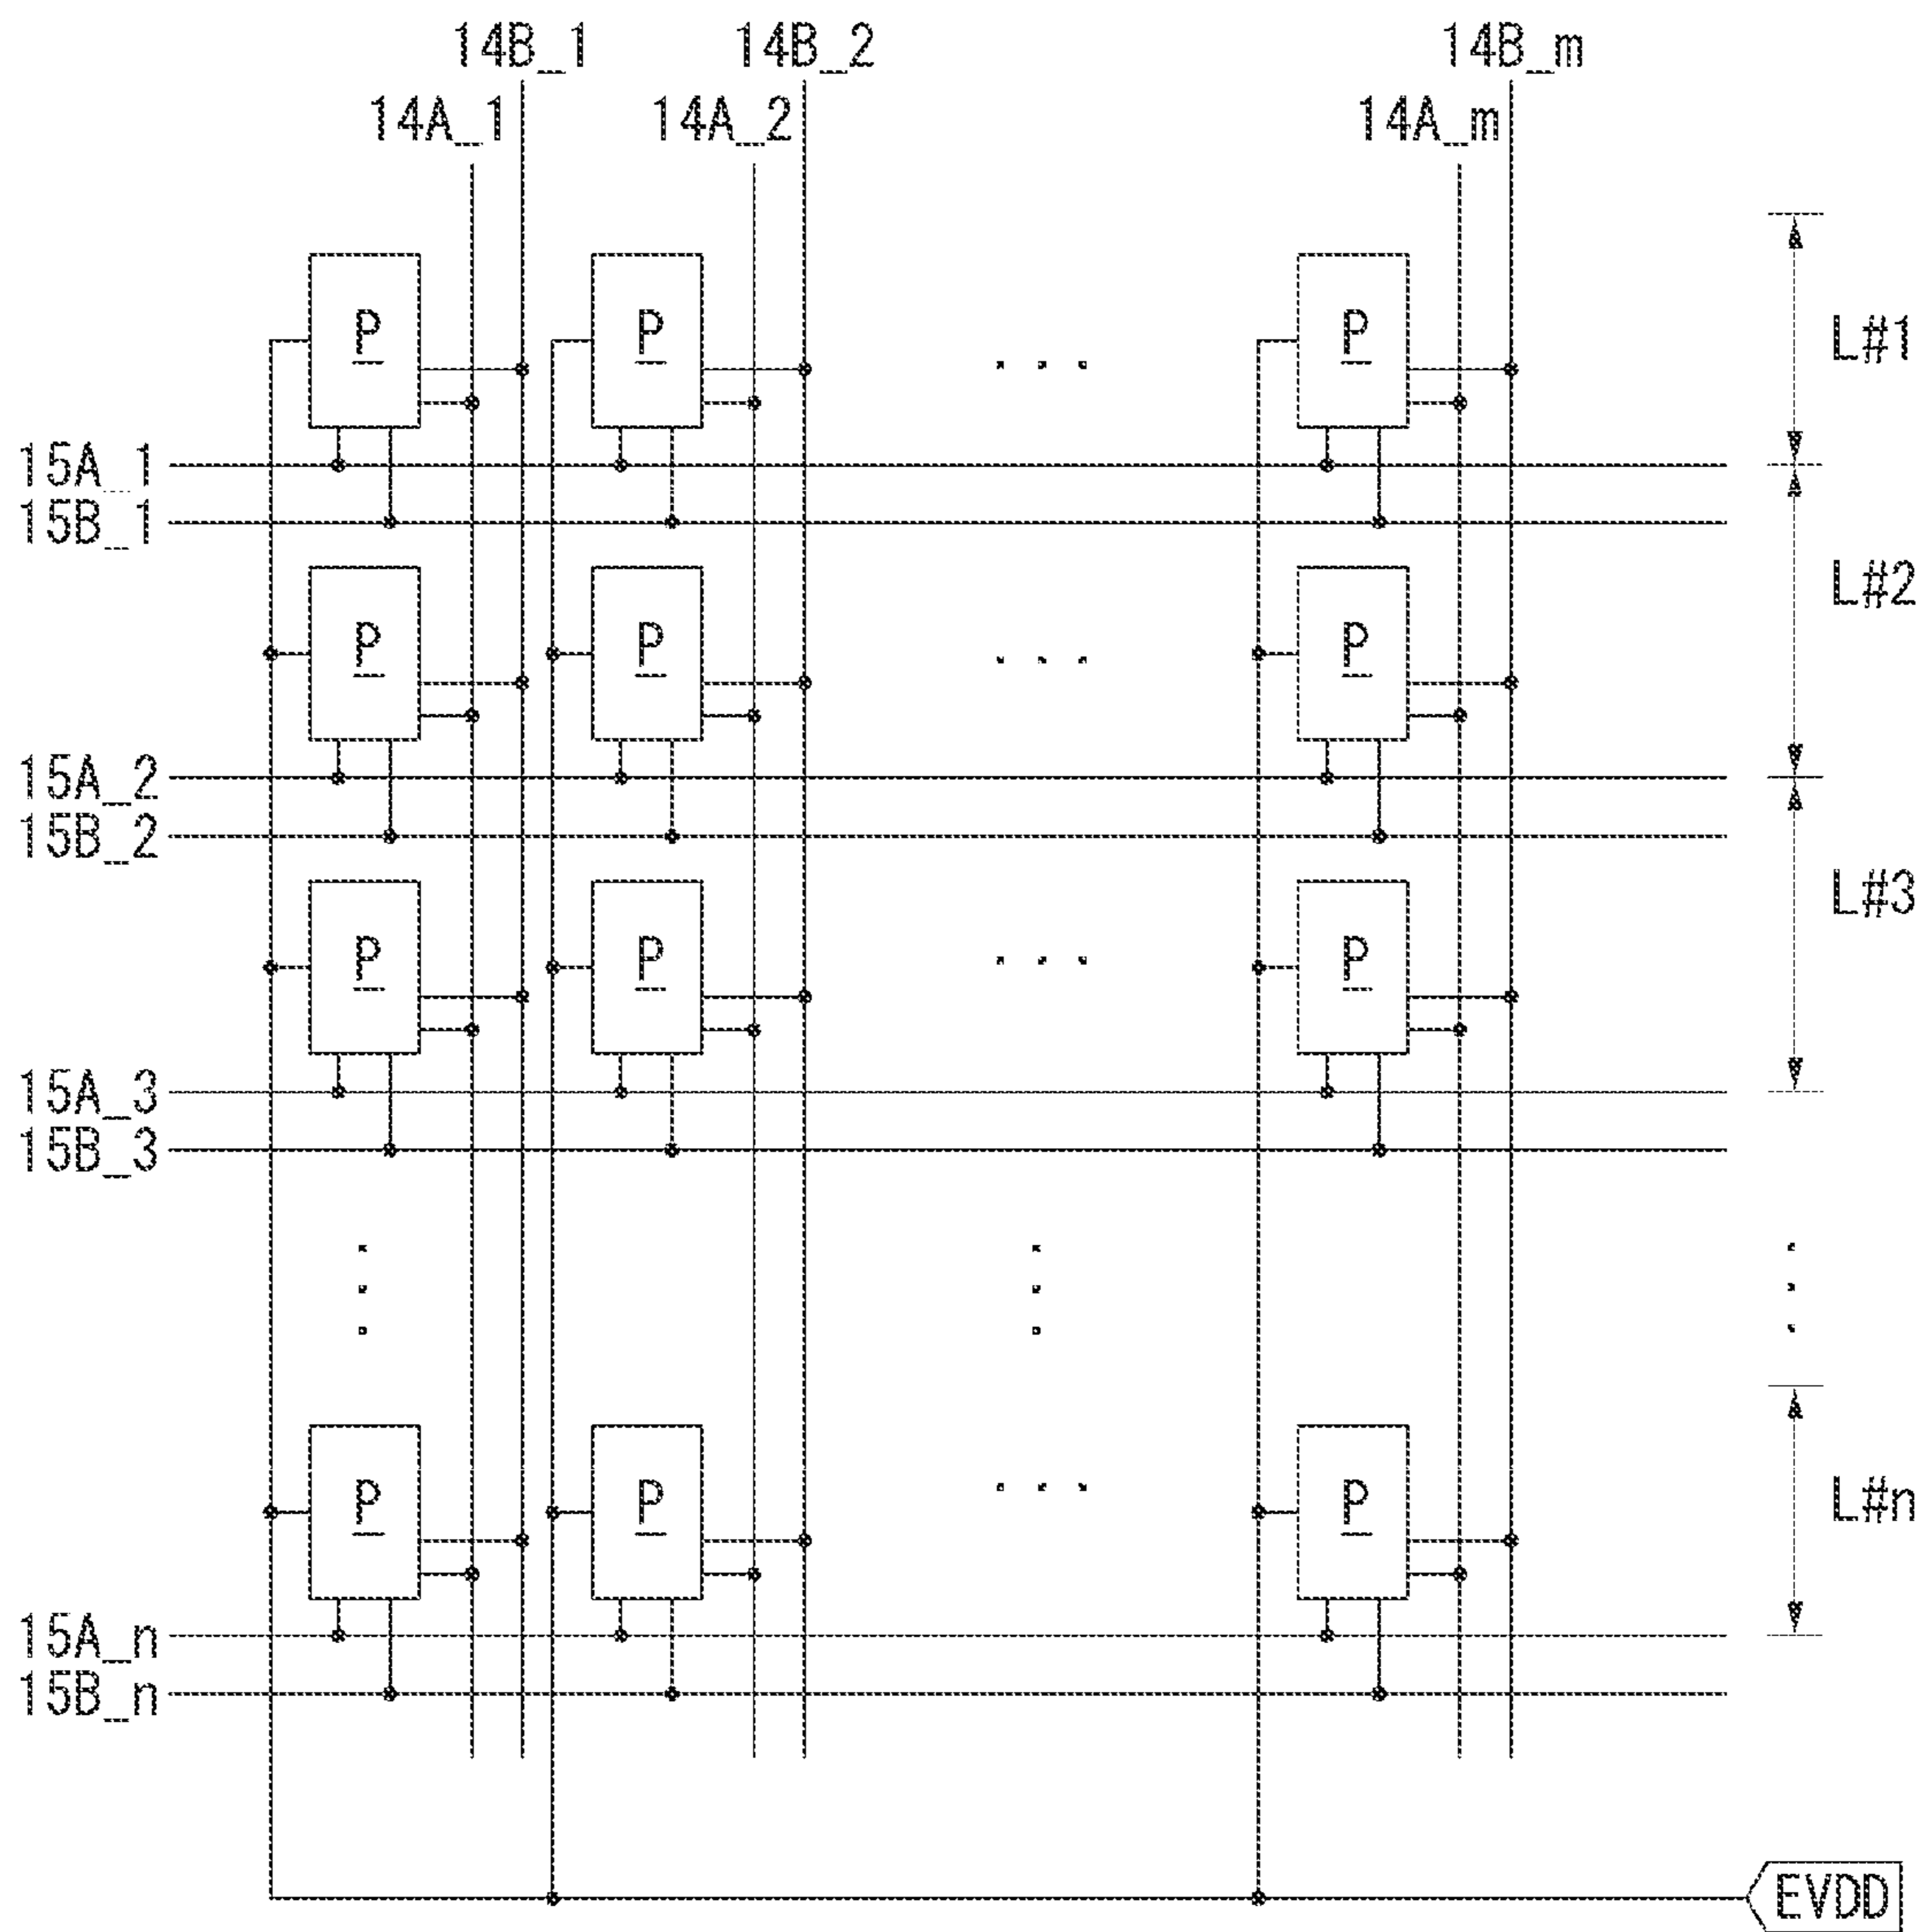 14B_1 14B_2 14B_m
14A_1 14A_2 14A_m
P P P L#1
15A_1
15B_1
P P P L#2
15A_2
15B_2
P P P L#3
15A_3
15B_3
P P P L#n
15A_n
15B_n
EVDD